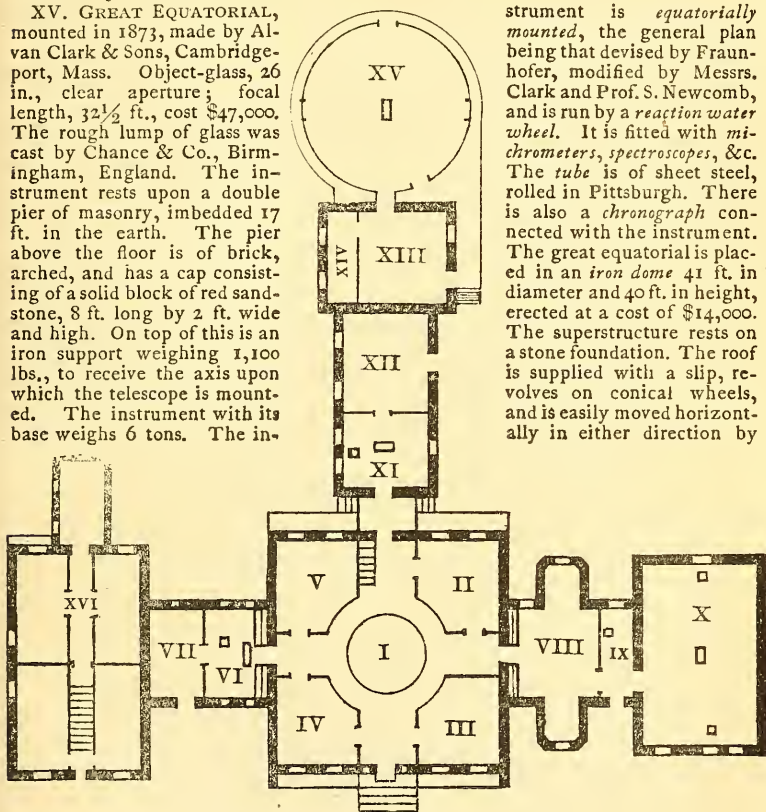 XV. GREAT EQUATORIAL,
mounted in 1873, made by Al-
van Clark & Sons, Cambridge-
port, Mass. Object-glass, 26
in., clear aperture; focal
length, 32½ ft., cost $47,000.
The rough lump of glass was
cast by Chance & Co., Birm-
ingham, England. The in-
strument rests upon a double
pier of masonry, imbedded 17
ft. in the earth. The pier
above the floor is of brick,
arched, and has a cap consist-
ing of a solid block of red sand-
stone, 8 ft. long by 2 ft. wide
and high. On top of this is an
iron support weighing 1,100
lbs., to receive the axis upon
which the telescope is mount-
ed. The instrument with its
base weighs 6 tons. The in-
strument is equatorially
mounted, the general plan
being that devised by Fraun-
hofer, modified by Messrs.
Clark and Prof. S. Newcomb,
and is run by a reaction water
wheel. It is fitted with mi-
chrometers, spectroscopes, &c.
The tube is of sheet steel,
rolled in Pittsburgh. There
is also a chronograph con-
nected with the instrument.
The great equatorial is plac-
ed in an iron dome 41 ft. in
diameter and 40 ft. in height,
erected at a cost of $14,000.
The superstructure rests on
a stone foundation. The roof
is supplied with a slip, re-
volves on conical wheels,
and is easily moved horizont-
ally in either direction by
XV
XIV
XIII
XII
XI
V
II
XVI
VII
VI
I
VIII
IX
X
IV
III